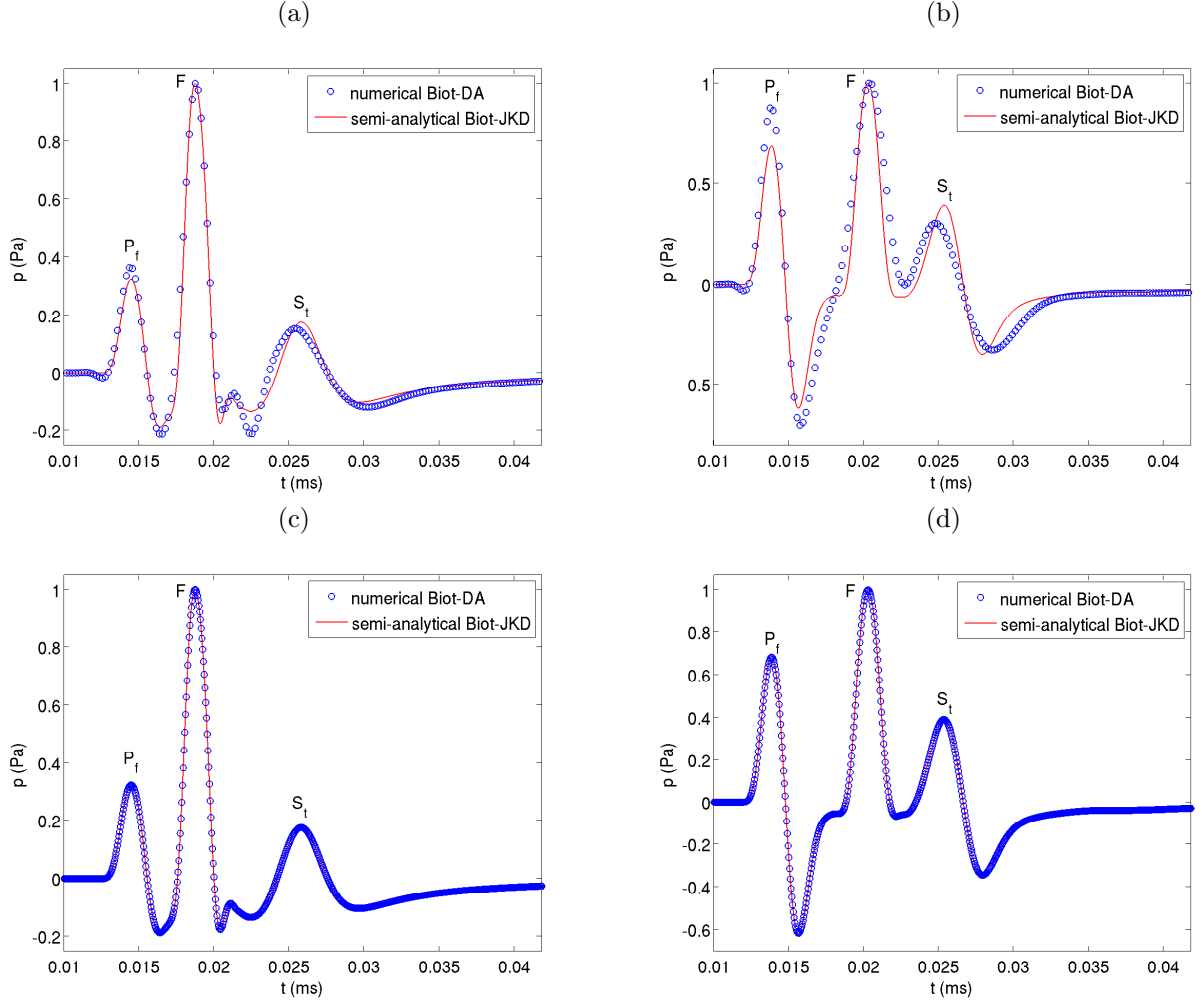 (a)
numerical Biot-DA
semi-analytical Biot-JKD
F
P_f
S_t
p (Pa)
1
0.8
0.6
0.4
0.2
0
-0.2
0.01 0.015 0.02 0.025 0.03 0.035 0.04
t (ms)
(b)
numerical Biot-DA
semi-analytical Biot-JKD
P_f
F
S_t
p (Pa)
1
0.5
0
0.5
0.01 0.015 0.02 0.025 0.03 0.035 0.04
t (ms)
(c)
numerical Biot-DA
semi-analytical Biot-JKD
F
P_f
S_t
p (Pa)
1
0.8
0.6
0.4
0.2
0
-0.2
0.01 0.015 0.02 0.025 0.03 0.035 0.04
t (ms)
(d)
numerical Biot-DA
semi-analytical Biot-JKD
F
P_f
S_t
p (Pa)
1
0.8
0.6
0.4
0.2
0
-0.2
-0.4
-0.6
0.01 0.015 0.02 0.025 0.03 0.035 0.04
t (ms)